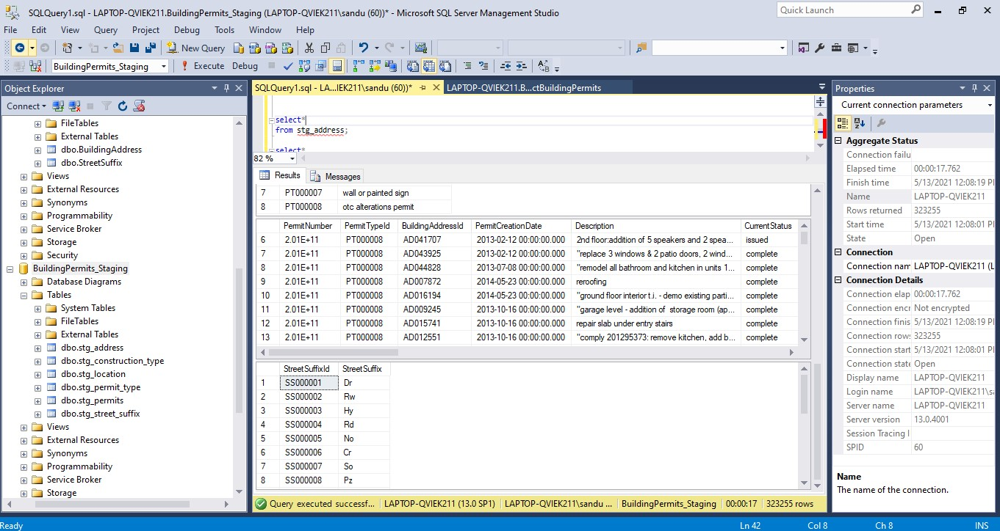 SQLQuery1.sql - LAPTOP-QVIEK211.BuildingPermits_Staging (LAPTOP-QVIEK211\sandu (60))* - Microsoft SQL Server Management Studio
Quick Launch
File Edit View Query Project Debug Tools Window Help
New Query
BuildingPermits_Staging
Execute Debug
Object Explorer
Connect
FileTables
External Tables
dbo.BuildingAddress
dbo.StreetSuffix
Views
External Resources
Synonyms
Programmability
Service Broker
Storage
Security
BuildingPermits_Staging
Database Diagrams
Tables
System Tables
FileTables
External Tables
dbo.stg_address
dbo.stg_construction_type
dbo.stg_location
dbo.stg_permit_type
dbo.stg_permits
dbo.stg_street_suffix
Views
External Resources
Synonyms
Programmability
Service Broker
Storage
SQLQuery1.sql - LA...IEK211\sandu (60))* LAPTOP-QVIEK211.B...ctBuildingPermits
select*
from stg_address;
select*
82 %
Results Messages
7 PT000007 wall or painted sign
8 PT000008 otc alterations permit
PermitNumber PermitTypeId BuildingAddressId PermitCreationDate Description CurrentStatus
6 2.01E+11 PT000008 AD041707 2013-02-12 00:00:00.000 2nd floor:addition of 5 speakers and 2 spea... issued
7 2.01E+11 PT000008 AD043925 2013-02-12 00:00:00.000 "replace 3 windows & 2 patio doors, 2 wind... complete
8 2.01E+11 PT000008 AD044828 2013-07-08 00:00:00.000 "remodel all bathroom and kitchen in units 1... complete
9 2.01E+11 PT000008 AD007872 2014-05-23 00:00:00.000 reroofing complete
10 2.01E+11 PT000008 AD016194 2014-05-23 00:00:00.000 "ground floor interior t.i. - demo existing parti... complete
11 2.01E+11 PT000008 AD009245 2013-10-16 00:00:00.000 "garage level - addition of storage room (ap... complete
12 2.01E+11 PT000008 AD015741 2013-10-16 00:00:00.000 repair slab under entry stairs complete
13 2.01E+11 PT000008 AD012551 2013-10-16 00:00:00.000 "comply 201295373: remove kitchen, add b... complete
StreetSuffixId StreetSuffix
1 SS000001 Dr
2 SS000002 Rw
3 SS000003 Hy
4 SS000004 Rd
5 SS000005 No
6 SS000006 Cr
7 SS000007 So
8 SS000008 Pz
Query executed successf... LAPTOP-QVIEK211 (13.0 SP1) LAPTOP-QVIEK211\sandu ... BuildingPermits_Staging 00:00:17 323255 rows
Properties
Current connection parameters
Aggregate Status
Connection failu
Elapsed time 00:00:17.762
Finish time 5/13/2021 12:08:19 P
Name LAPTOP-QVIEK211
Rows returned 323255
Start time 5/13/2021 12:08:01 P
State Open
Connection
Connection nam LAPTOP-QVIEK211 (L
Connection Details
Connection elap 00:00:17.762
Connection encr Not encrypted
Connection finis 5/13/2021 12:08:19 P
Connection rows 323255
Connection start 5/13/2021 12:08:01 P
Connection state Open
Display name LAPTOP-QVIEK211
Login name LAPTOP-QVIEK211\sa
Server name LAPTOP-QVIEK211
Server version 13.0.4001
Session Tracing I
SPID 60
Name
The name of the connection.
Ready Ln 42 Col 8 Ch 8 INS